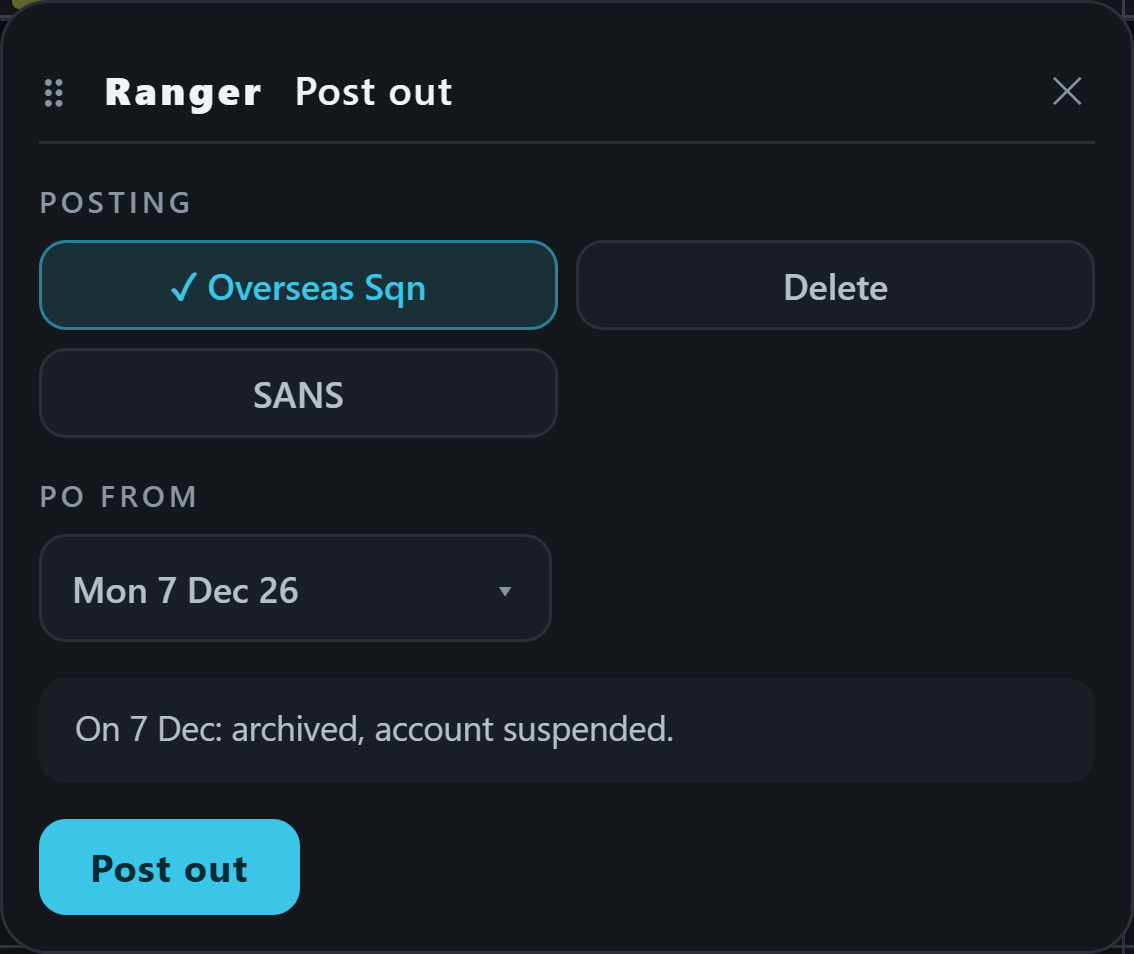 Ranger Post out
POSTING
✓ Overseas Sqn
Delete
SANS
PO FROM
Mon 7 Dec 26
On 7 Dec: archived, account suspended.
Post out